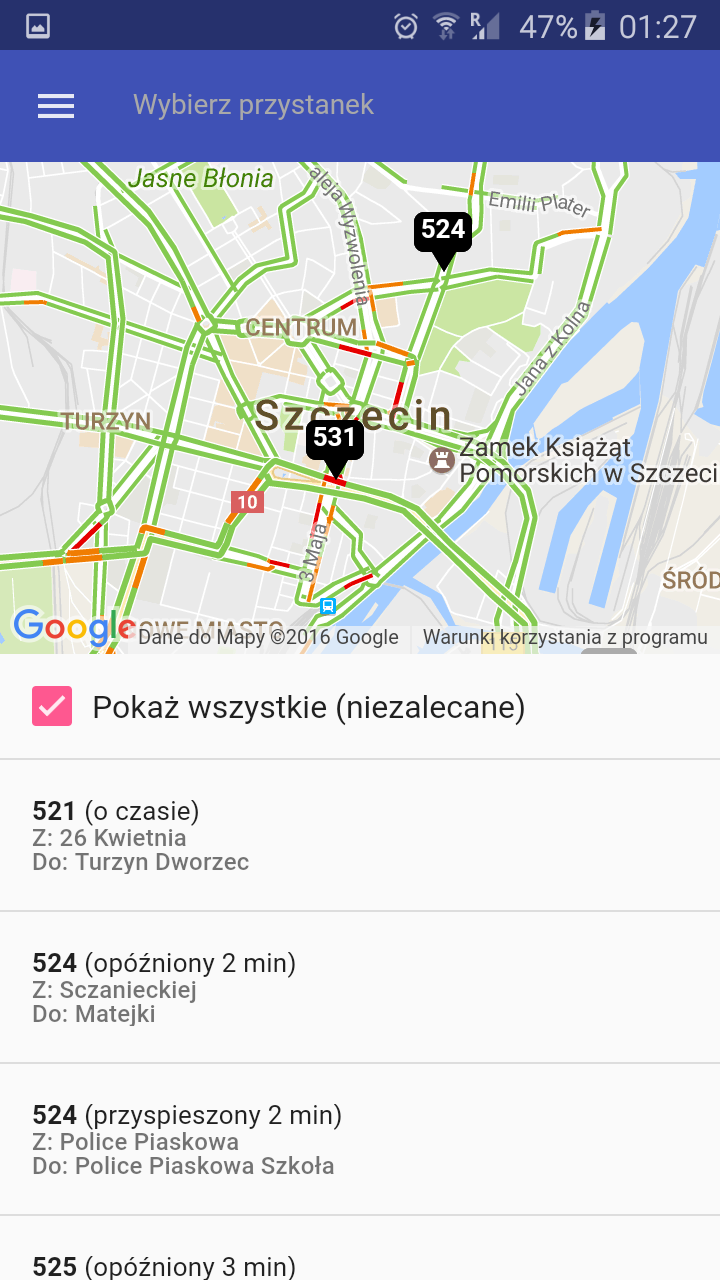 R 47% 01:27
Wybierz przystanek
Jasne Błonia
aleja Wyzwolenia
Emilii Plater
524
CENTRUM
Jana z Kolna
Szczecin
TURZYN
531
Zamek Książąt
Pomorskich w Szczeci
10
3 Maja
ŚRÓD
Google
OWE MIASTO
Dane do Mapy ©2016 Google
Warunki korzystania z programu
115
Pokaż wszystkie (niezalecane)
521 (o czasie)
Z: 26 Kwietnia
Do: Turzyn Dworzec
524 (opóźniony 2 min)
Z: Sczanieckiej
Do: Matejki
524 (przyspieszony 2 min)
Z: Police Piaskowa
Do: Police Piaskowa Szkoła
525 (opóźniony 3 min)